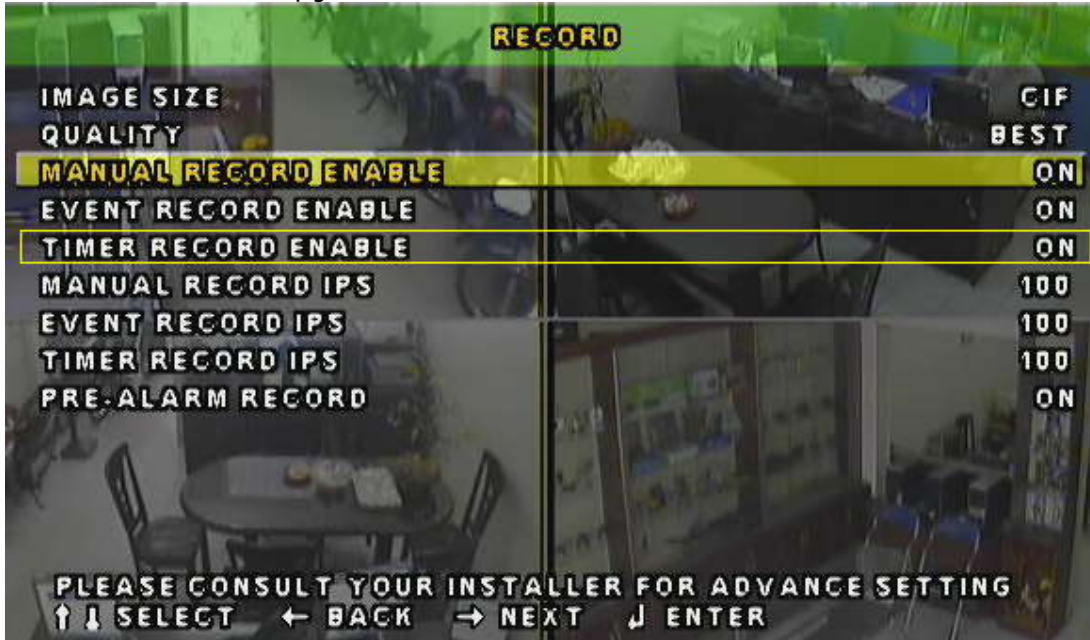 RECORD
IMAGE SIZE CIF
QUALITY BEST
MANUAL RECORD ENABLE ON
EVENT RECORD ENABLE ON
TIMER RECORD ENABLE ON
MANUAL RECORD IPS 100
EVENT RECORD IPS 100
TIMER RECORD IPS 100
PRE-ALARM RECORD ON
PLEASE CONSULT YOUR INSTALLER FOR ADVANCE SETTING
↑ ↓ SELECT ← BACK → NEXT ↲ ENTER